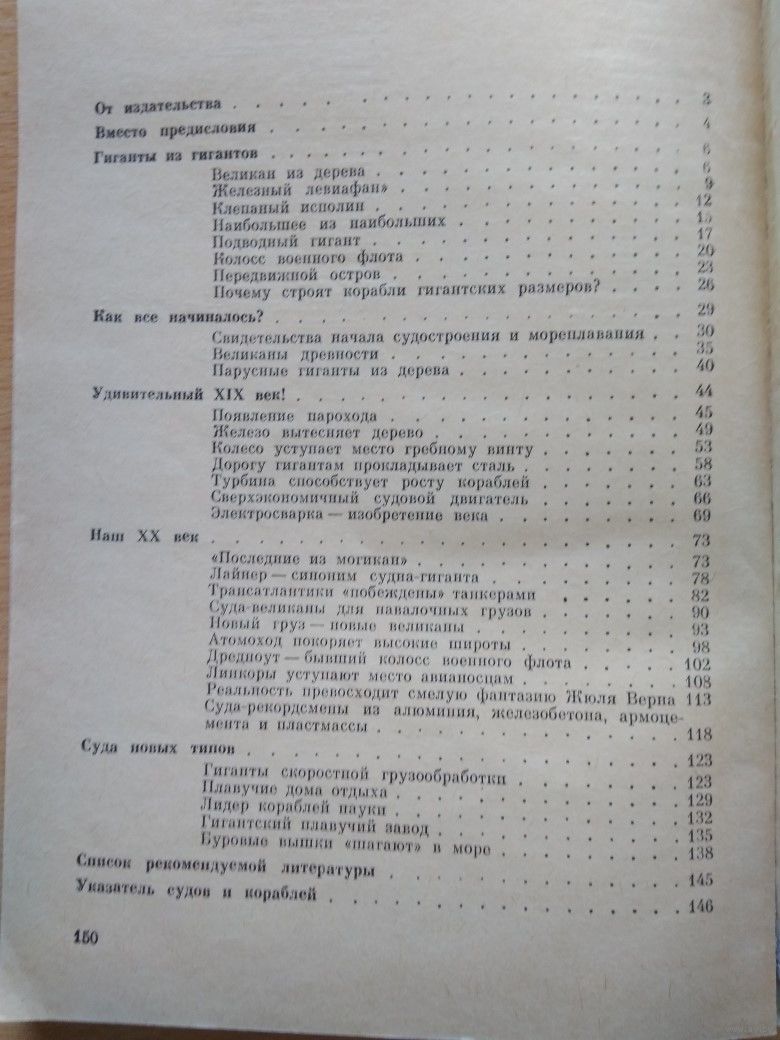 От издательства . . . . . . . . . . . . . . . . . . . . . . 3
Вместо предисловия . . . . . . . . . . . . . . . . . . . . 4
Гиганты из гигантов . . . . . . . . . . . . . . . . . . . . 6
Великан из дерева . . . . . . . . . . . . . . . . 6
Железный левиафан» . . . . . . . . . . . . . . . 9
Клепаный исполин . . . . . . . . . . . . . . . . 12
Наибольшее из наибольших . . . . . . . . . . . . 15
Подводный гигант . . . . . . . . . . . . . . . . 17
Колосс военного флота . . . . . . . . . . . . . . 20
Передвижной остров . . . . . . . . . . . . . . . 23
Почему строят корабли гигантских размеров? . . . . 26
Как все начиналось? . . . . . . . . . . . . . . . . . . . . 29
Свидетельства начала судостроения и мореплавания . . 30
Великаны древности . . . . . . . . . . . . . . . 35
Парусные гиганты из дерева . . . . . . . . . . . . 40
Удивительный XIX век! . . . . . . . . . . . . . . . . . . . 44
Появление парохода . . . . . . . . . . . . . . . 45
Железо вытесняет дерево . . . . . . . . . . . . . 49
Колесо уступает место гребному винту . . . . . . . 53
Дорогу гигантам прокладывает сталь . . . . . . . . 58
Турбина способствует росту кораблей . . . . . . . 63
Сверхэкономичный судовой двигатель . . . . . . . . 66
Электросварка — изобретение века . . . . . . . . . 69
Наш XX век . . . . . . . . . . . . . . . . . . . . . . . . 73
«Последние из могикан» . . . . . . . . . . . . . . 73
Лайнер — синоним судна-гиганта . . . . . . . . . . 78
Трансатлантики «побеждены» танкерами . . . . . . 82
Суда-великаны для навалочных грузов . . . . . . . 90
Новый груз — новые великаны . . . . . . . . . . . 93
Атомоход покоряет высокие широты . . . . . . . . 98
Дредноут — бывший колосс военного флота . . . . . 102
Линкоры уступают место авианосцам . . . . . . . . 108
Реальность превосходит смелую фантазию Жюля Верна 113
Суда-рекордсмены из алюминия, железобетона, армоце-
мента и пластмассы . . . . . . . . . . . . . . . . 118
Суда новых типов . . . . . . . . . . . . . . . . . . . . . 123
Гиганты скоростной грузообработки . . . . . . . . 123
Плавучие дома отдыха . . . . . . . . . . . . . . . 129
Лидер кораблей науки . . . . . . . . . . . . . . . 132
Гигантский плавучий завод . . . . . . . . . . . . 135
Буровые вышки «шагают» в море . . . . . . . . . . 138
Список рекомендуемой литературы . . . . . . . . . . . . . 145
Указатель судов и кораблей . . . . . . . . . . . . . . . . 146
150